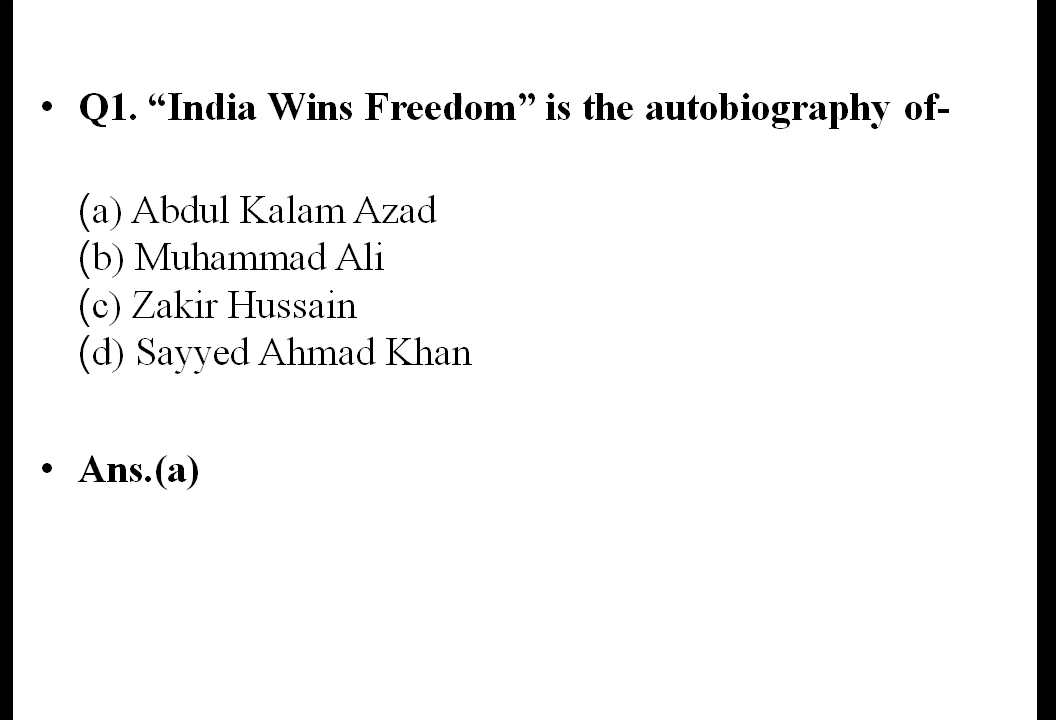 • Q1. “India Wins Freedom” is the autobiography of-
(a) Abdul Kalam Azad
(b) Muhammad Ali
(c) Zakir Hussain
(d) Sayyed Ahmad Khan
• Ans.(a)